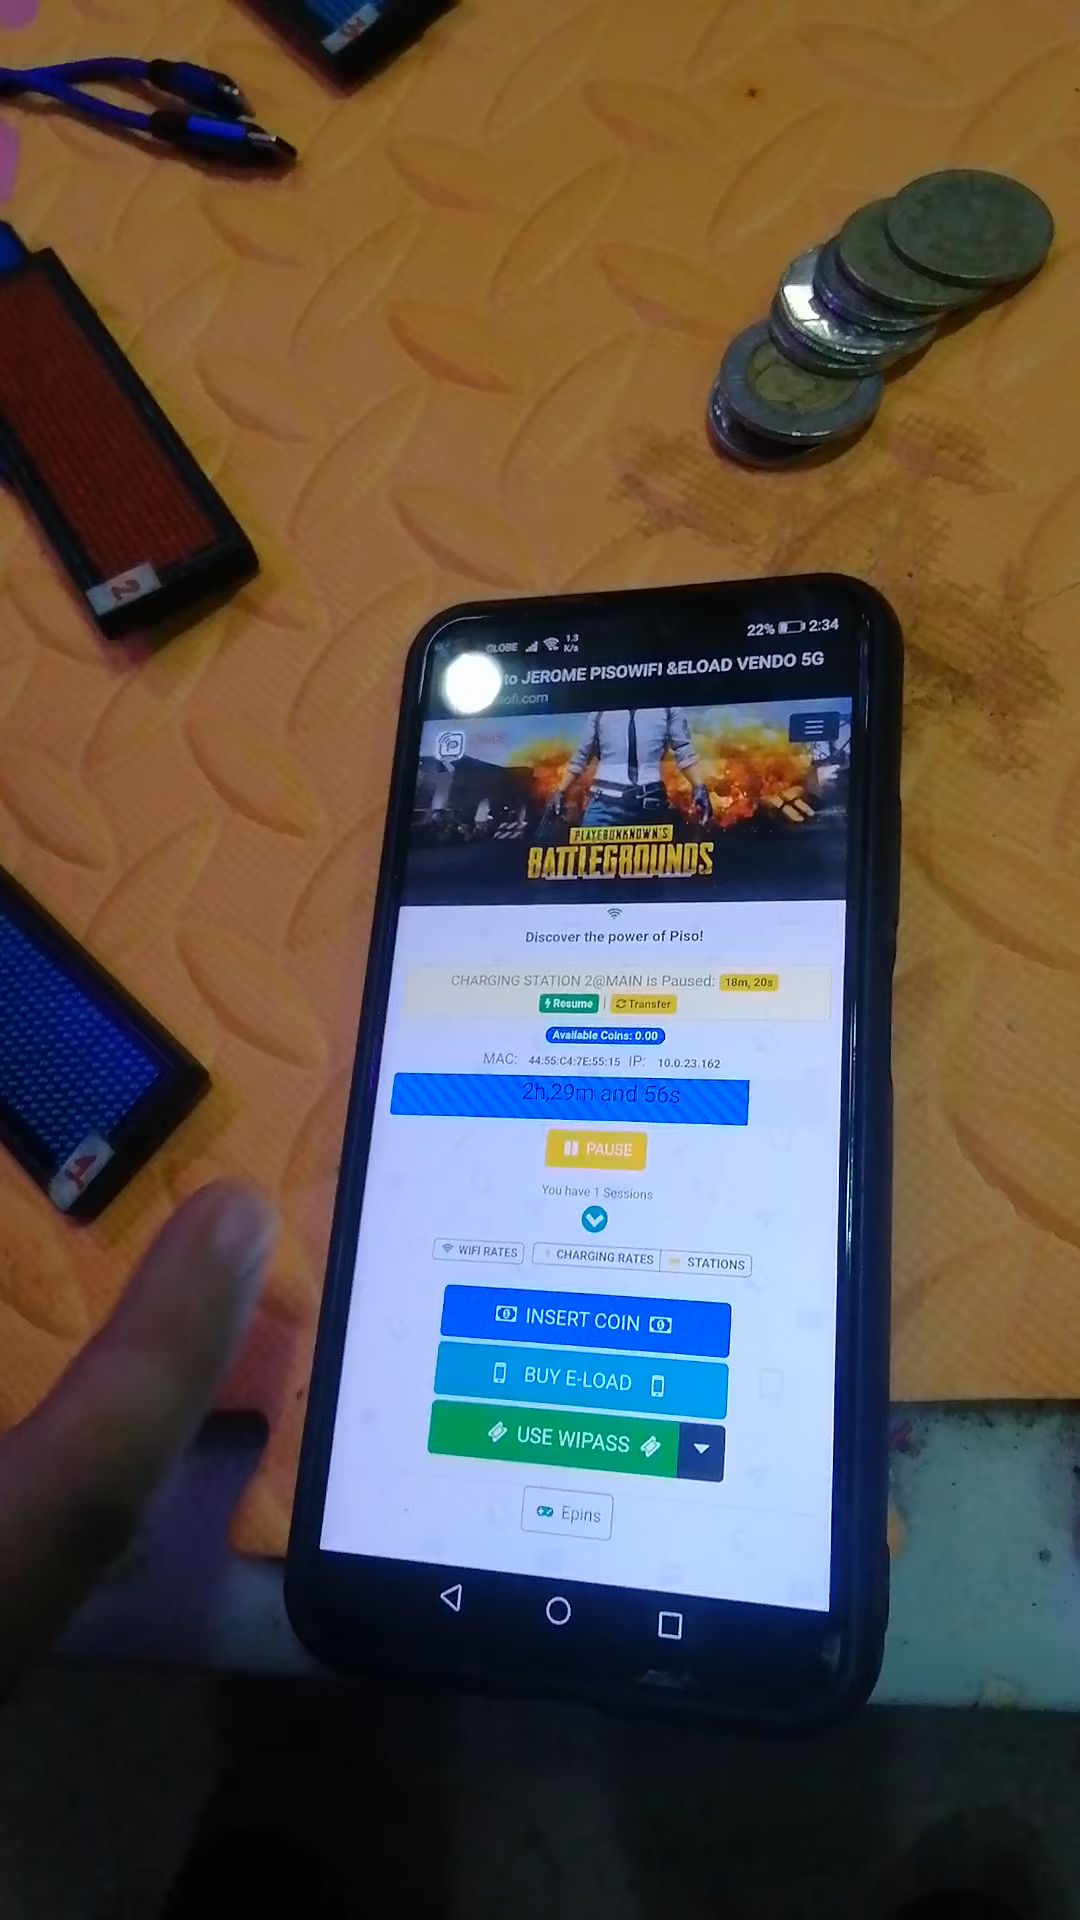 GLOBE 1.3 K/s 22% 2:34
to JEROME PISOWIFI &ELOAD VENDO 5G
PLAYERUNKNOWN'S
BATTLEGROUNDS
Discover the power of Piso!
CHARGING STATION 2@MAIN is Paused: 18m, 20s
Resume | Transfer
Available Coins: 0.00
MAC: 44:55:C4:7E:55:15 IP: 10.0.23.162
2h,29m and 56s
PAUSE
You have 1 Sessions
WIFI RATES CHARGING RATES STATIONS
INSERT COIN
BUY E-LOAD
USE WIPASS
Epins
2
1